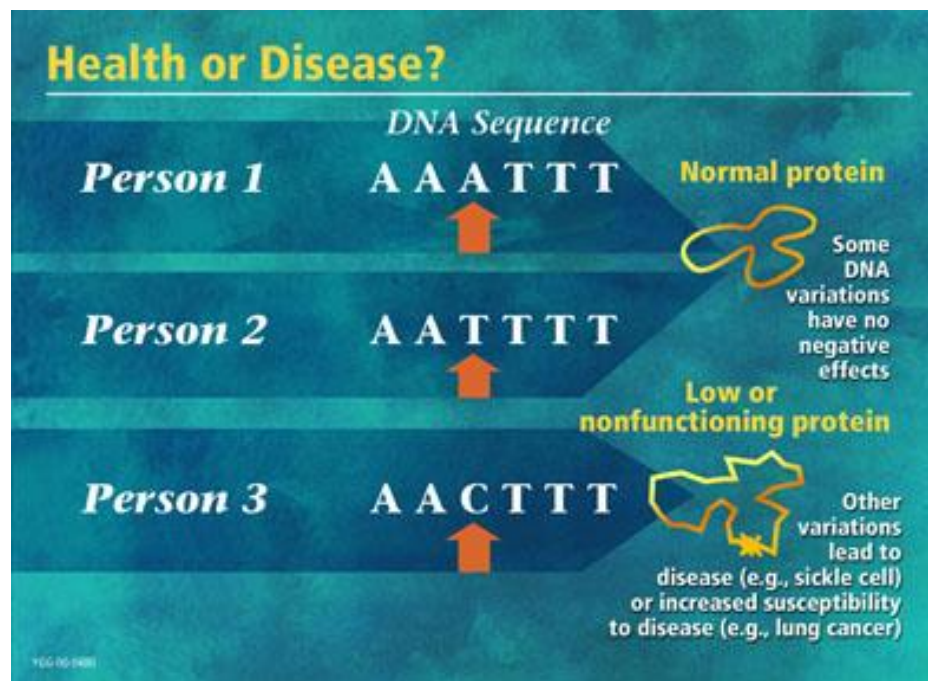 Health or Disease?
DNA Sequence
Person 1 A A A T T T
Normal protein
Some
DNA
variations
have no
negative
effects
Person 2 A A T T T T
Low or
nonfunctioning protein
Person 3 A A C T T T
Other
variations
lead to
disease (e.g., sickle cell)
or increased susceptibility
to disease (e.g., lung cancer)